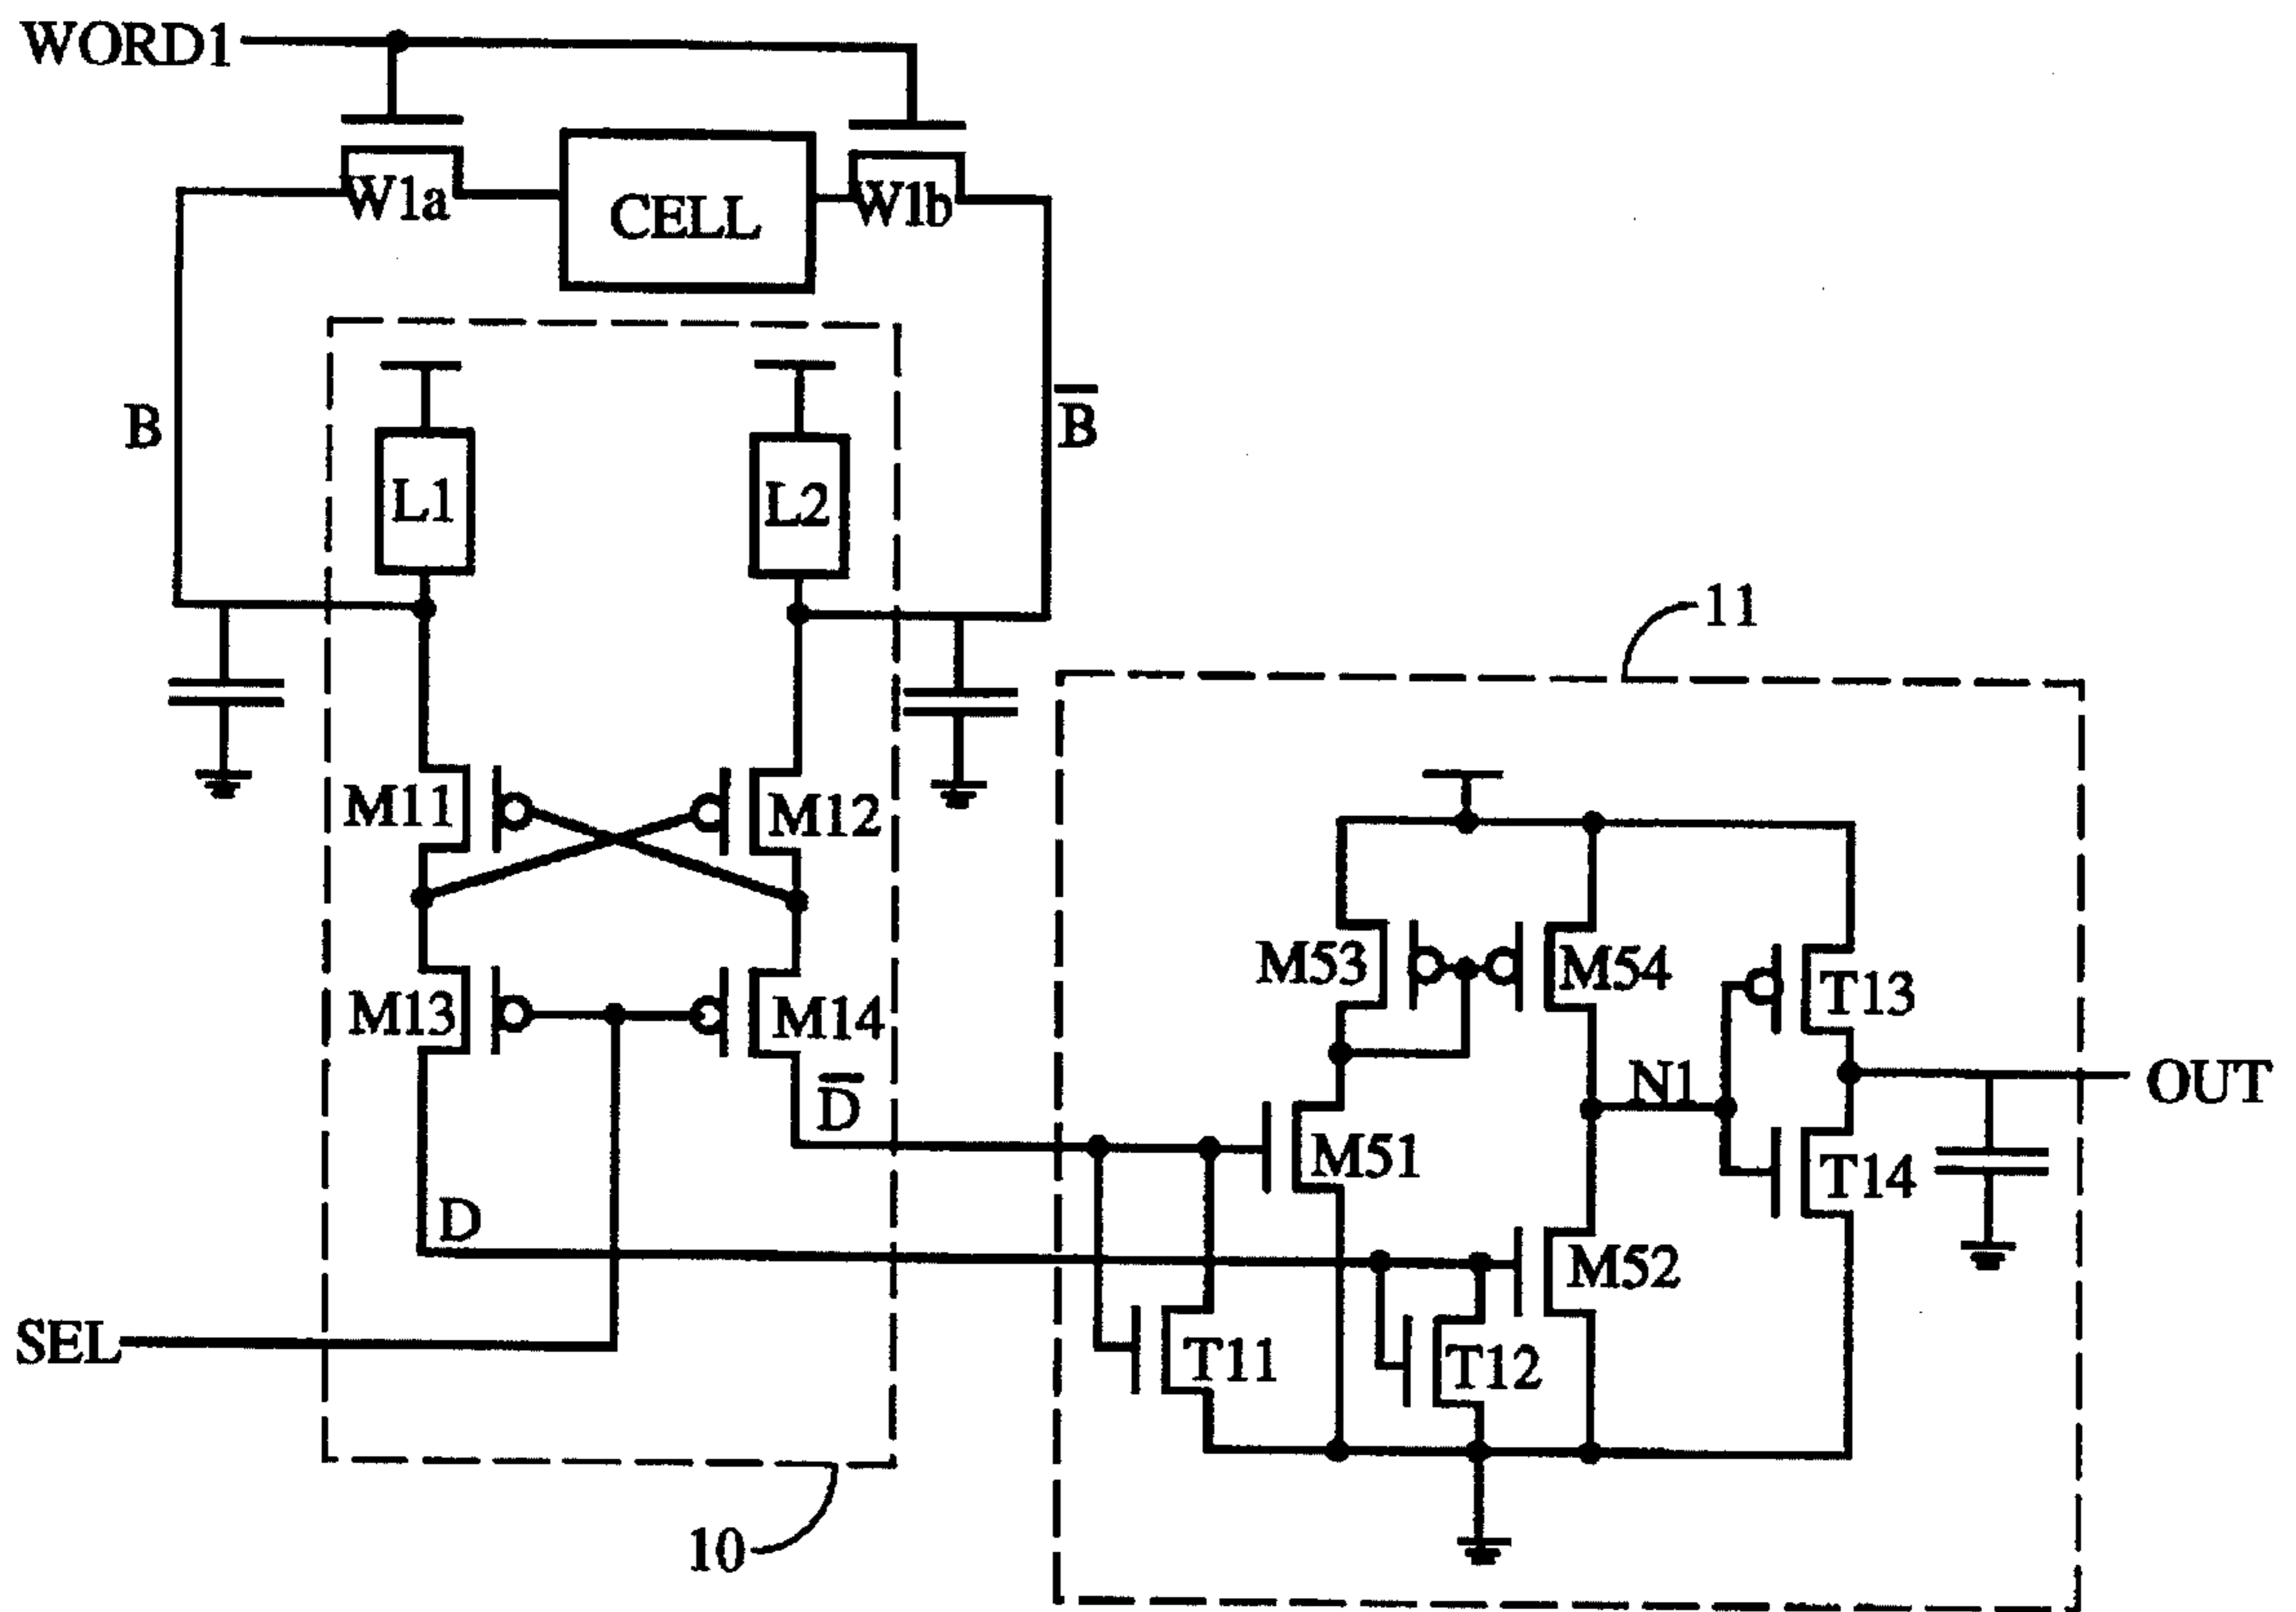 WORD1
W1a
CELL
W1b
B
B̅
L1
L2
11
M11
M12
M53
M54
T13
M13
M14
N1
OUT
D̅
M51
T14
D
M52
SEL
T11
T12
10